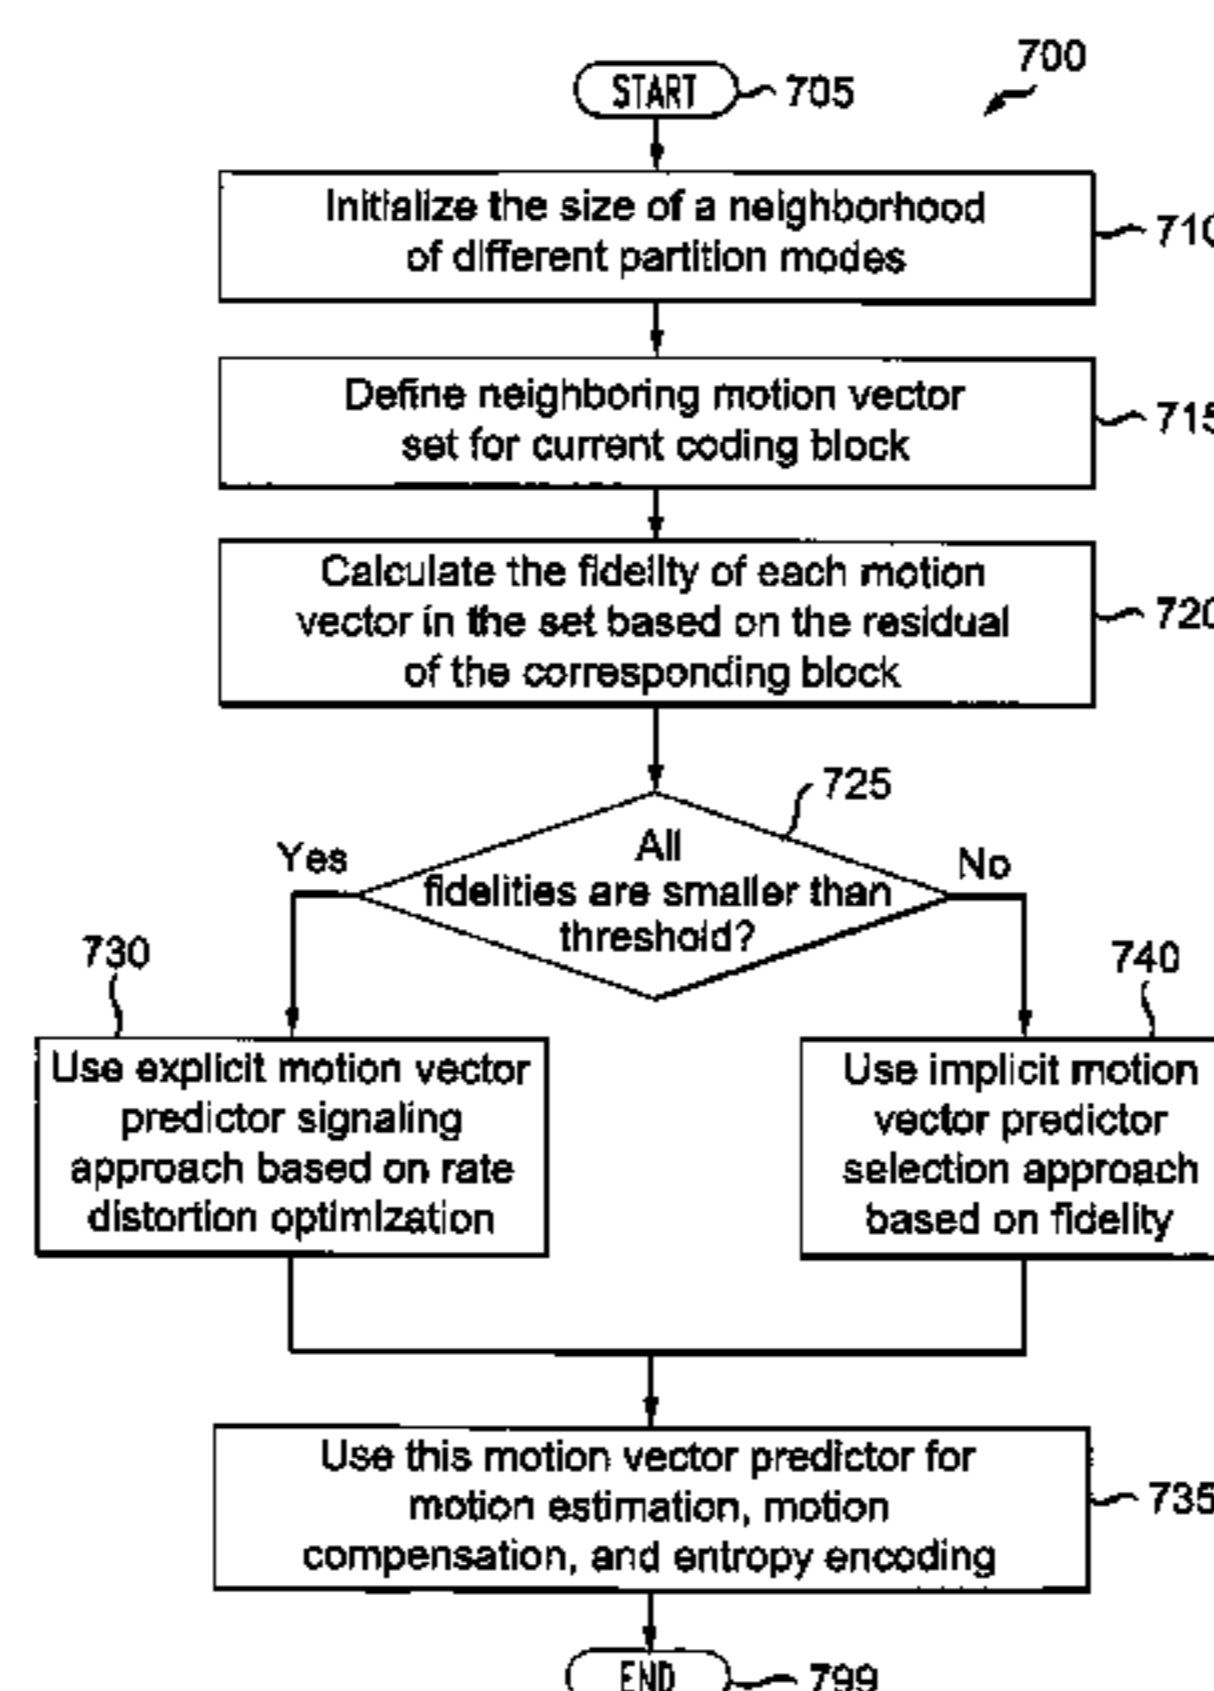 700
START 705
Initialize the size of a neighborhood
of different partition modes
710
Define neighboring motion vector
set for current coding block
715
Calculate the fidelity of each motion
vector in the set based on the residual
of the corresponding block
720
725
All
fidelities are smaller than
threshold?
Yes
No
730
740
Use explicit motion vector
predictor signaling
approach based on rate
distortion optimization
Use implicit motion
vector predictor
selection approach
based on fidelity
Use this motion vector predictor for
motion estimation, motion
compensation, and entropy encoding
735
END 799